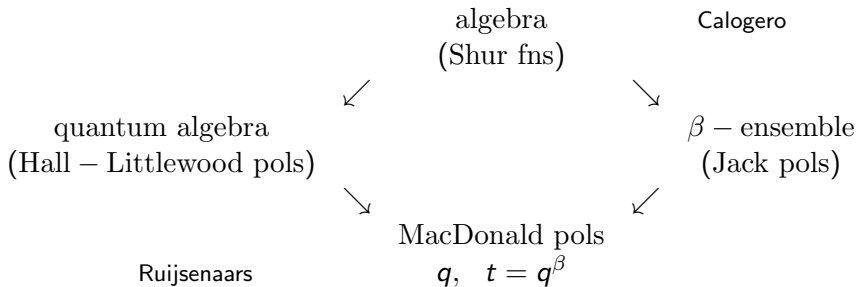 algebra
Calogero
(Shur fns)
↙ ↘
quantum algebra
β − ensemble
(Hall − Littlewood pols)
(Jack pols)
↘ ↙
MacDonald pols
Ruijsenaars
q, t = q^β